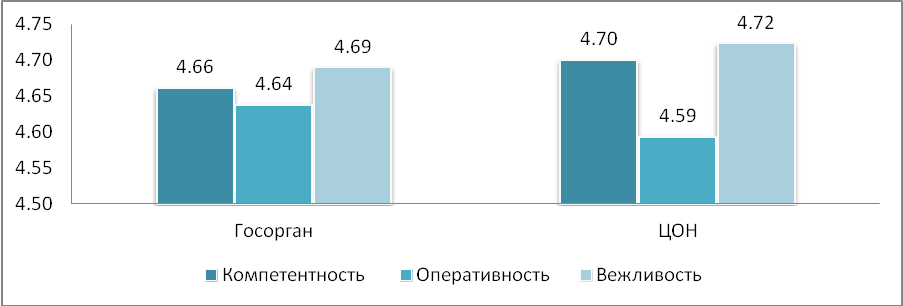 4.75
4.70
4.65
4.60
4.55
4.50
4.66
4.64
4.69
4.70
4.59
4.72
Госорган
ЦОН
Компетентность
Оперативность
Вежливость